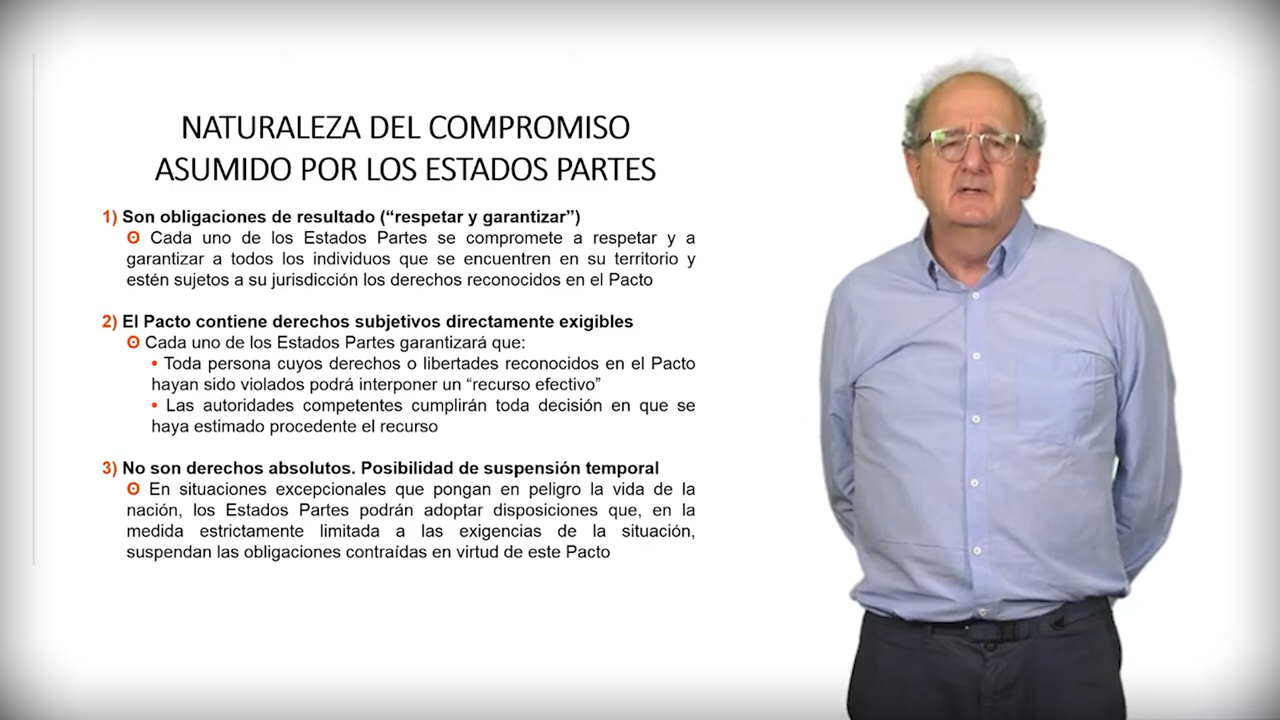 NATURALEZA DEL COMPROMISO
ASUMIDO POR LOS ESTADOS PARTES
1) Son obligaciones de resultado (“respetar y garantizar”)
ʘ Cada uno de los Estados Partes se compromete a respetar y a
garantizar a todos los individuos que se encuentren en su territorio y
estén sujetos a su jurisdicción los derechos reconocidos en el Pacto
2) El Pacto contiene derechos subjetivos directamente exigibles
ʘ Cada uno de los Estados Partes garantizará que:
• Toda persona cuyos derechos o libertades reconocidos en el Pacto
hayan sido violados podrá interponer un “recurso efectivo”
• Las autoridades competentes cumplirán toda decisión en que se
haya estimado procedente el recurso
3) No son derechos absolutos. Posibilidad de suspensión temporal
ʘ En situaciones excepcionales que pongan en peligro la vida de la
nación, los Estados Partes podrán adoptar disposiciones que, en la
medida estrictamente limitada a las exigencias de la situación,
suspendan las obligaciones contraídas en virtud de este Pacto